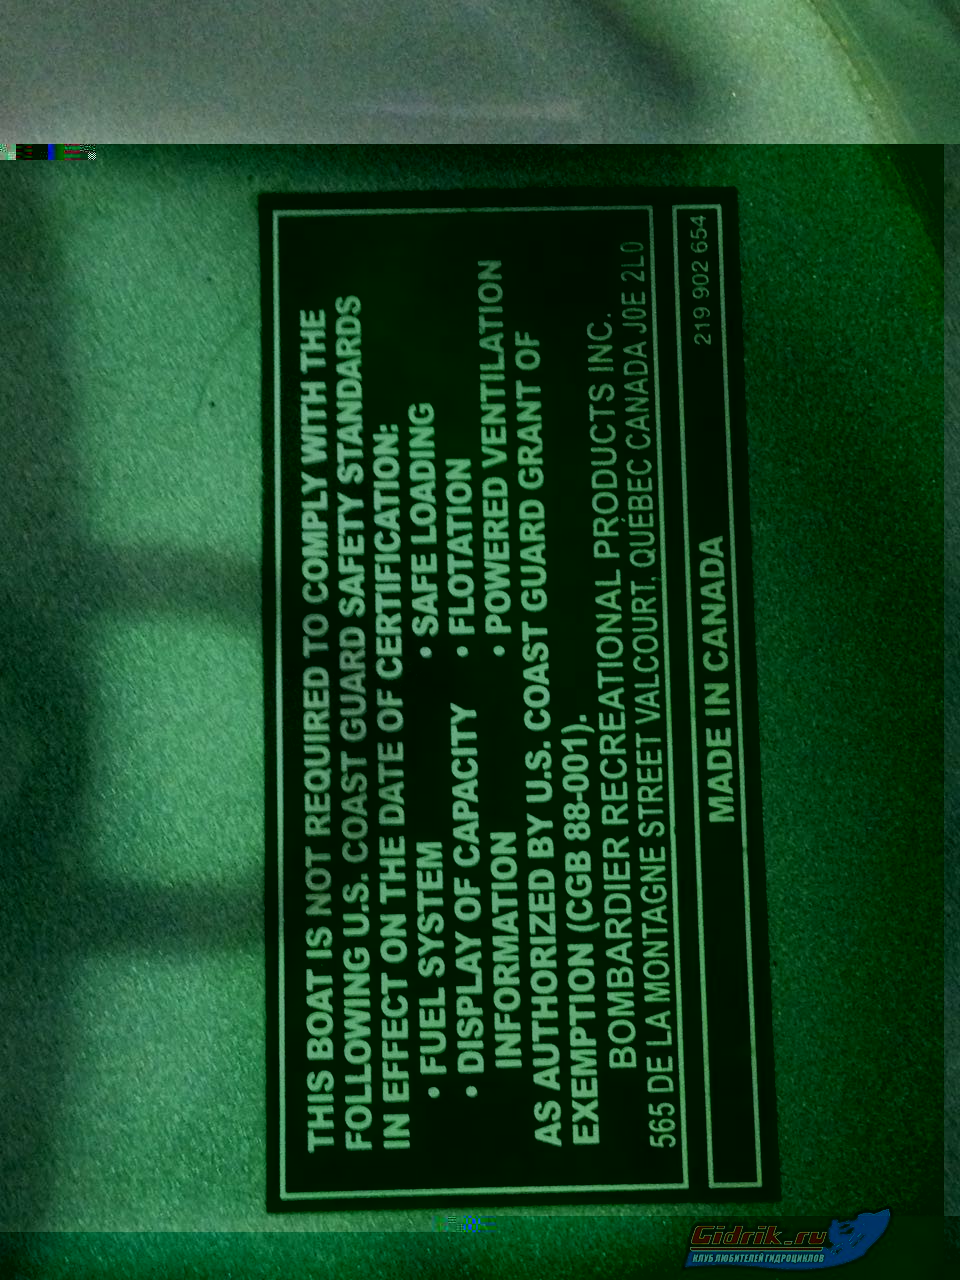 THIS BOAT IS NOT REQUIRED TO COMPLY WITH THE
FOLLOWING U.S. COAST GUARD SAFETY STANDARDS
IN EFFECT ON THE DATE OF CERTIFICATION:
• FUEL SYSTEM • SAFE LOADING
• DISPLAY OF CAPACITY • FLOTATION
INFORMATION • POWERED VENTILATION
AS AUTHORIZED BY U.S. COAST GUARD GRANT OF
EXEMPTION (CGB 88-001).
BOMBARDIER RECREATIONAL PRODUCTS INC.
565 DE LA MONTAGNE STREET VALCOURT, QUÉBEC CANADA J0E 2L0
219 902 654
MADE IN CANADA
Gidrik.ru
КЛУБ ЛЮБИТЕЛЕЙ ГИДРОЦИКЛОВ